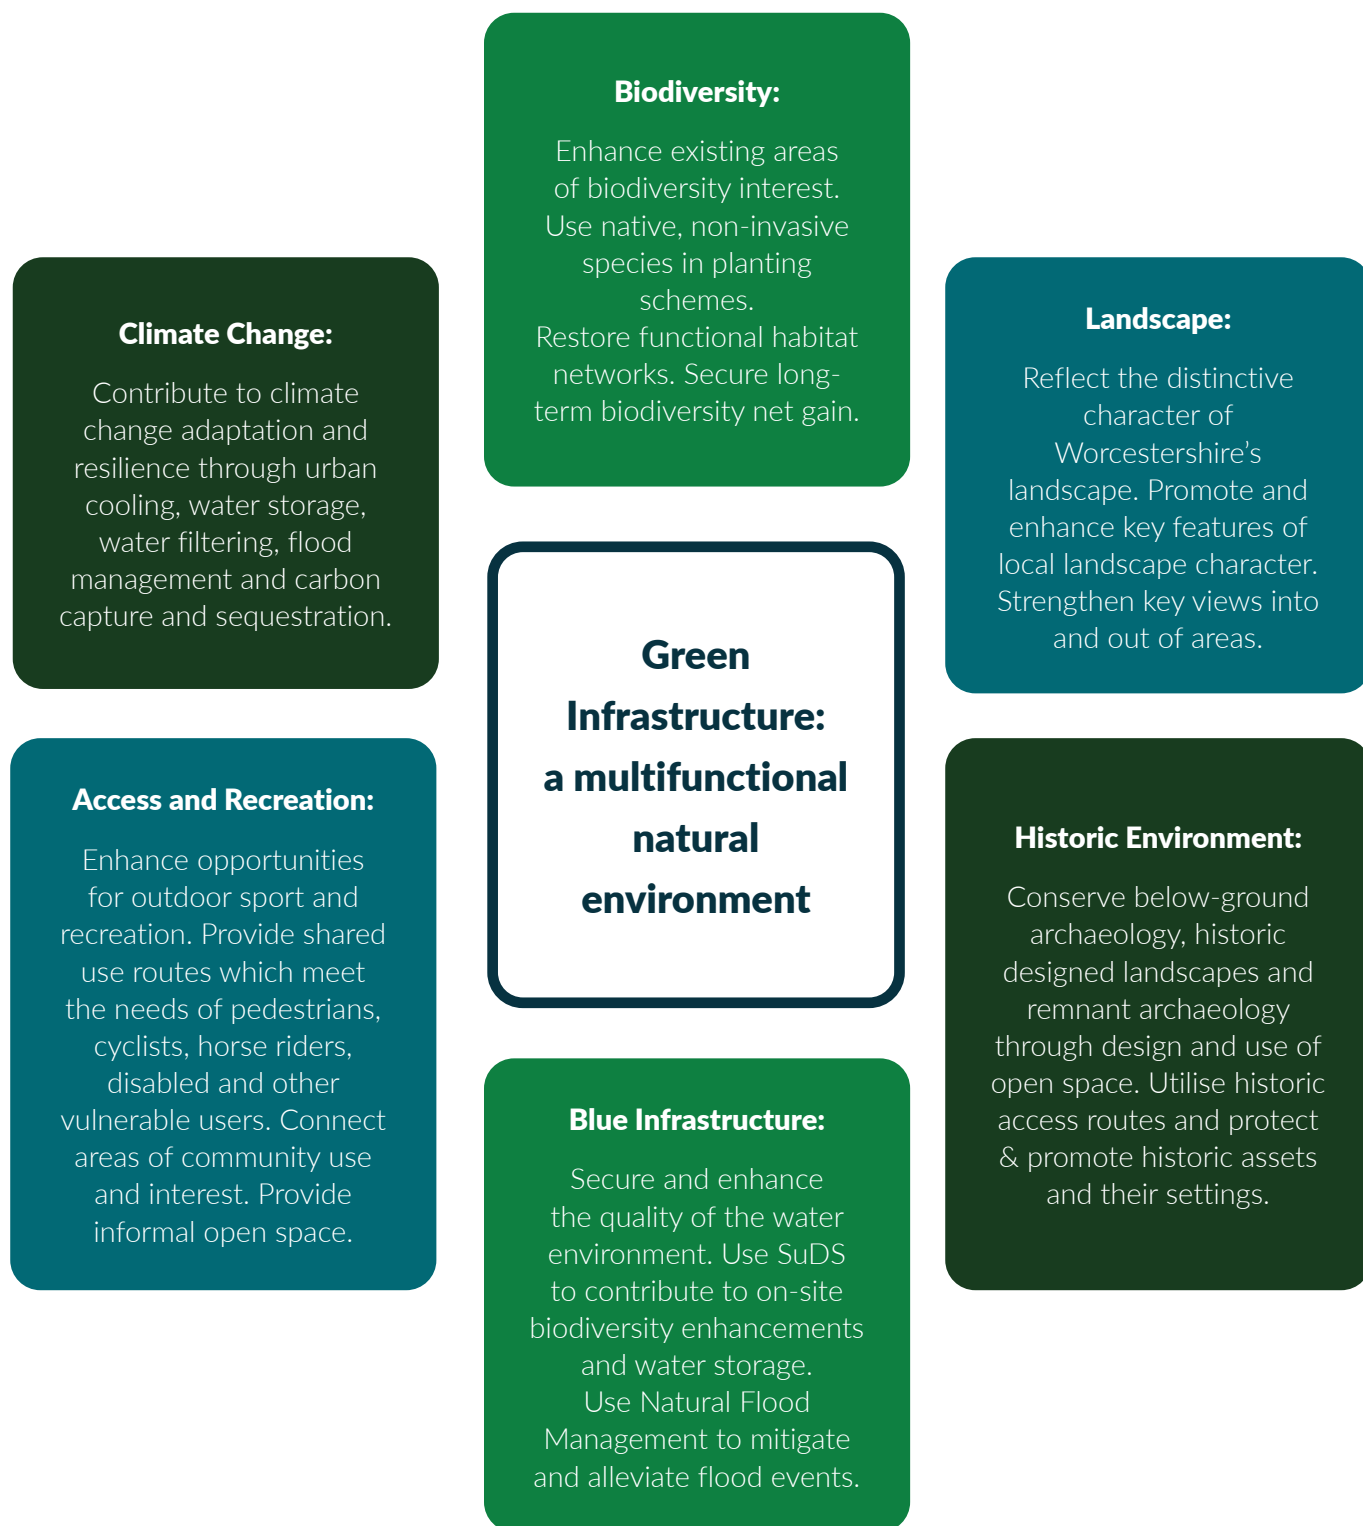 Biodiversity:
Enhance existing areas
of biodiversity interest.
Use native, non-invasive
species in planting
schemes.
Restore functional habitat
networks. Secure long-
term biodiversity net gain.
Climate Change:
Contribute to climate
change adaptation and
resilience through urban
cooling, water storage,
water filtering, flood
management and carbon
capture and sequestration.
Landscape:
Reflect the distinctive
character of
Worcestershire’s
landscape. Promote and
enhance key features of
local landscape character.
Strengthen key views into
and out of areas.
Green
Infrastructure:
a multifunctional
natural
environment
Access and Recreation:
Enhance opportunities
for outdoor sport and
recreation. Provide shared
use routes which meet
the needs of pedestrians,
cyclists, horse riders,
disabled and other
vulnerable users. Connect
areas of community use
and interest. Provide
informal open space.
Historic Environment:
Conserve below-ground
archaeology, historic
designed landscapes and
remnant archaeology
through design and use of
open space. Utilise historic
access routes and protect
& promote historic assets
and their settings.
Blue Infrastructure:
Secure and enhance
the quality of the water
environment. Use SuDS
to contribute to on-site
biodiversity enhancements
and water storage.
Use Natural Flood
Management to mitigate
and alleviate flood events.